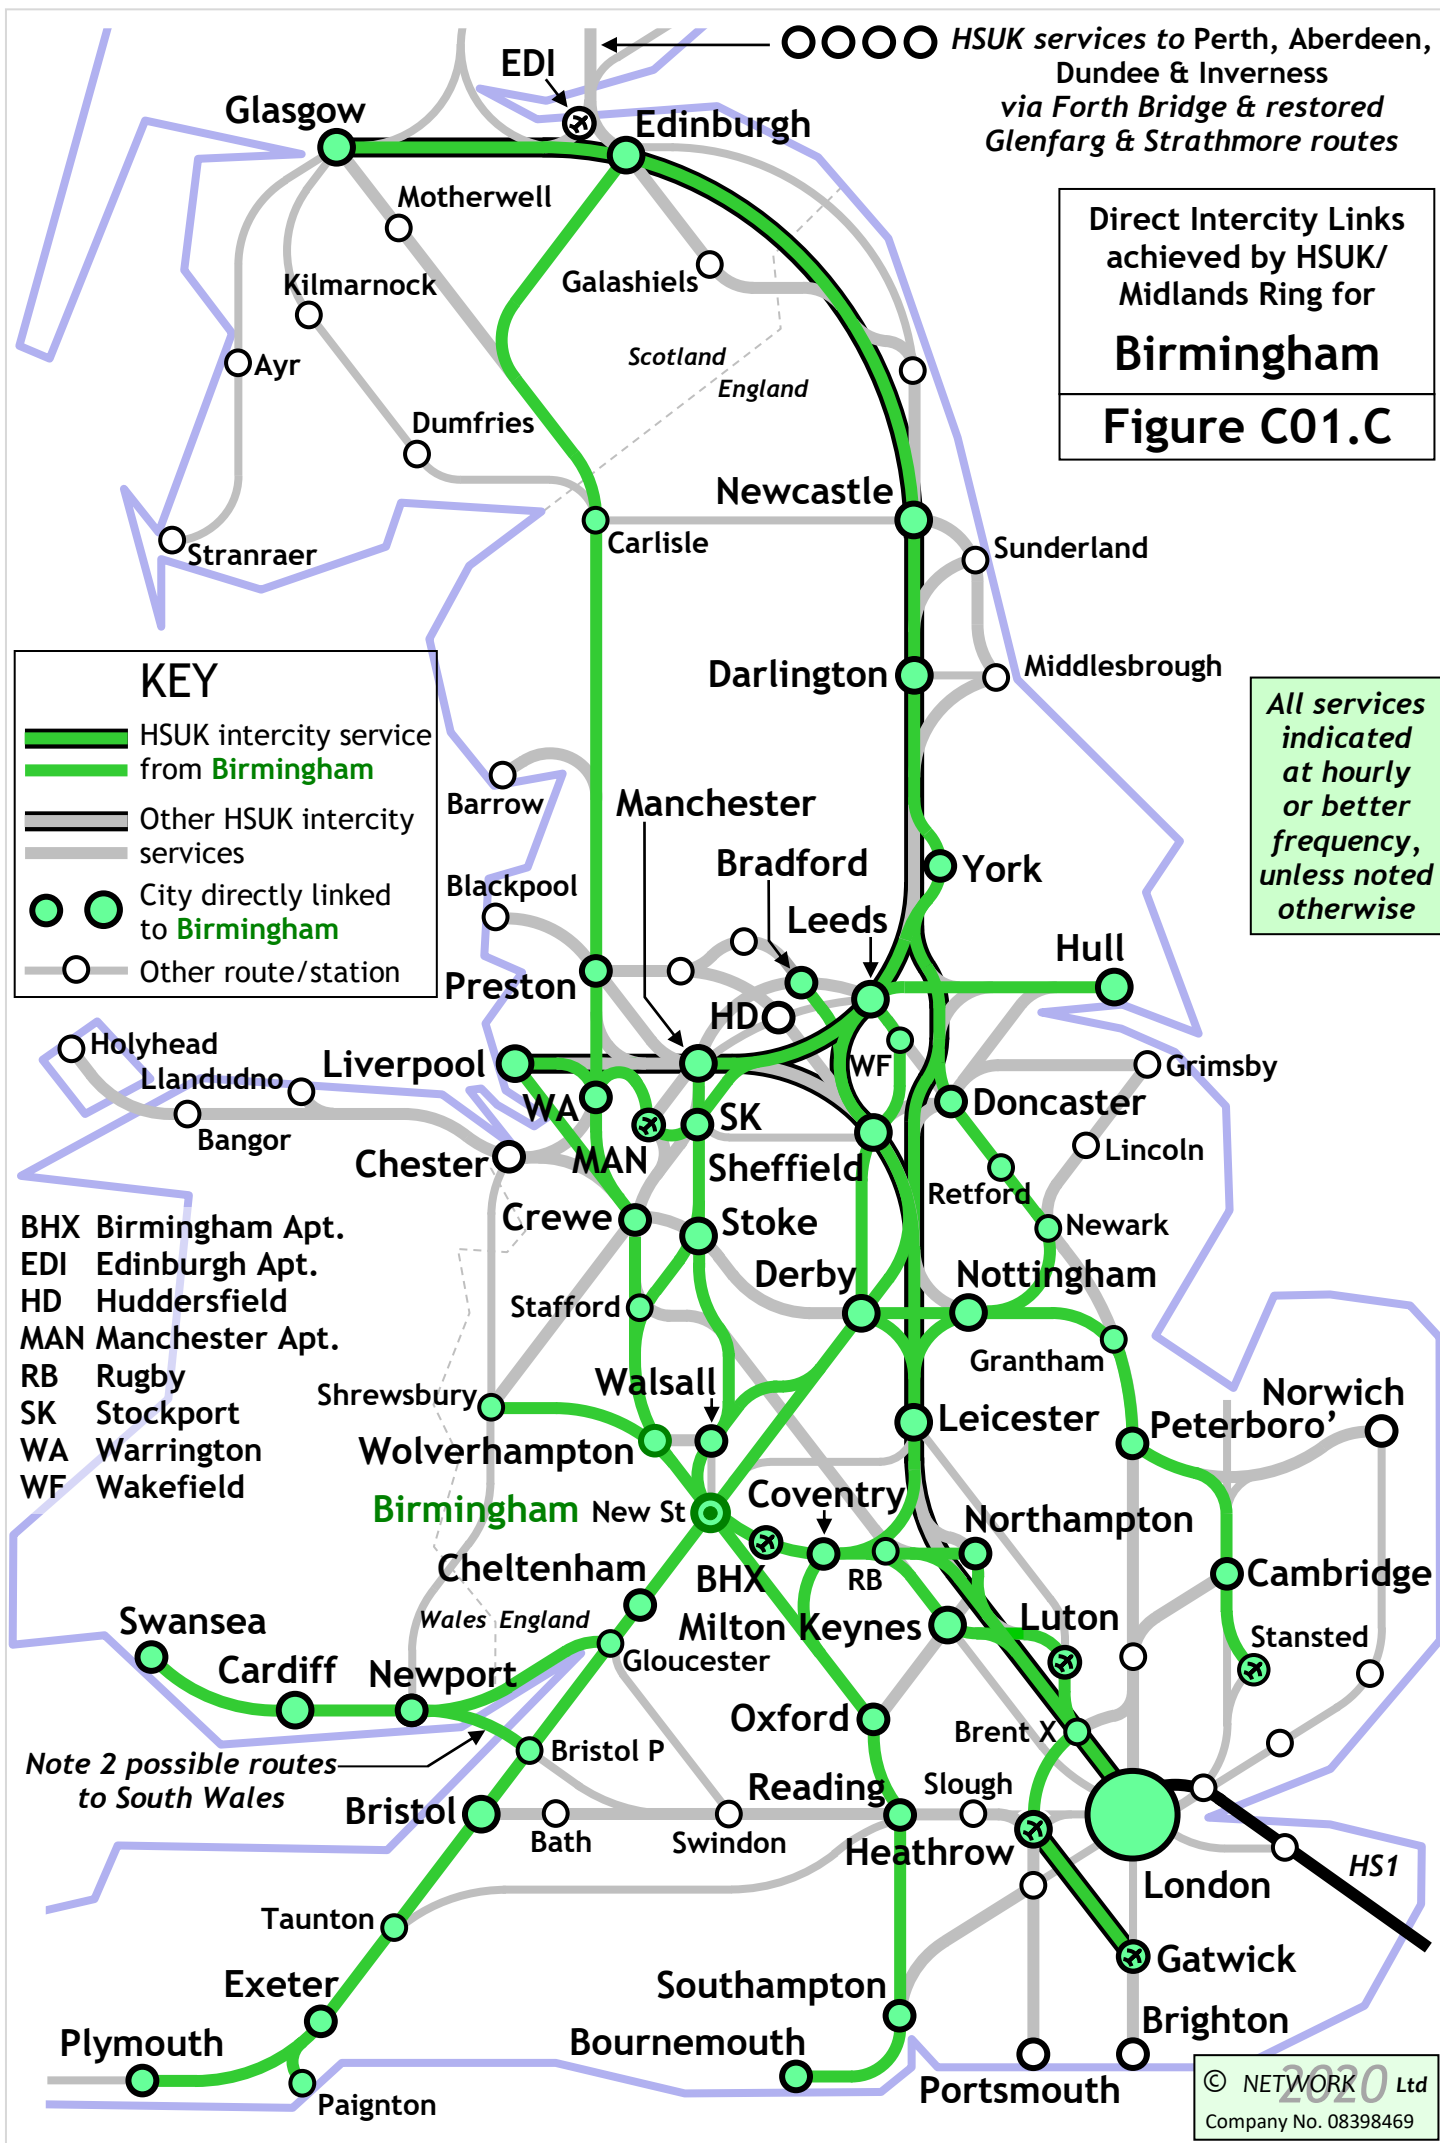 HSUK services to Perth, Aberdeen,
Dundee & Inverness
via Forth Bridge & restored
Glenfarg & Strathmore routes
EDI
Glasgow
Edinburgh
Motherwell
Direct Intercity Links
achieved by HSUK/
Midlands Ring for
Birmingham
Figure C01.C
Galashiels
Kilmarnock
Scotland
England
Ayr
Dumfries
Newcastle
Carlisle
Sunderland
Stranraer
Darlington
Middlesbrough
KEY
HSUK intercity service
from Birmingham
Other HSUK intercity
services
City directly linked
to Birmingham
Other route/station
All services
indicated
at hourly
or better
frequency,
unless noted
otherwise
Barrow
Manchester
Bradford
York
Blackpool
Leeds
Hull
Preston
HD
Holyhead
Llandudno
Liverpool
WF
Grimsby
WA
SK
Doncaster
Bangor
Chester
MAN
Sheffield
Lincoln
Retford
Crewe
Stoke
Newark
BHX Birmingham Apt.
EDI Edinburgh Apt.
HD Huddersfield
MAN Manchester Apt.
RB Rugby
SK Stockport
WA Warrington
WF Wakefield
Derby
Nottingham
Stafford
Grantham
Shrewsbury
Walsall
Norwich
Leicester
Peterboro’
Wolverhampton
Birmingham New St
Coventry
Northampton
Cheltenham
BHX
RB
Cambridge
Swansea
Wales England
Milton Keynes
Luton
Stansted
Cardiff
Newport
Gloucester
Oxford
Brent X
Note 2 possible routes
to South Wales
Bristol P
Reading
Slough
Bristol
Bath
Swindon
Heathrow
HS1
London
Taunton
Gatwick
Exeter
Southampton
Plymouth
Bournemouth
Brighton
Portsmouth
Paignton
© NETWORK 2020 Ltd
Company No. 08398469